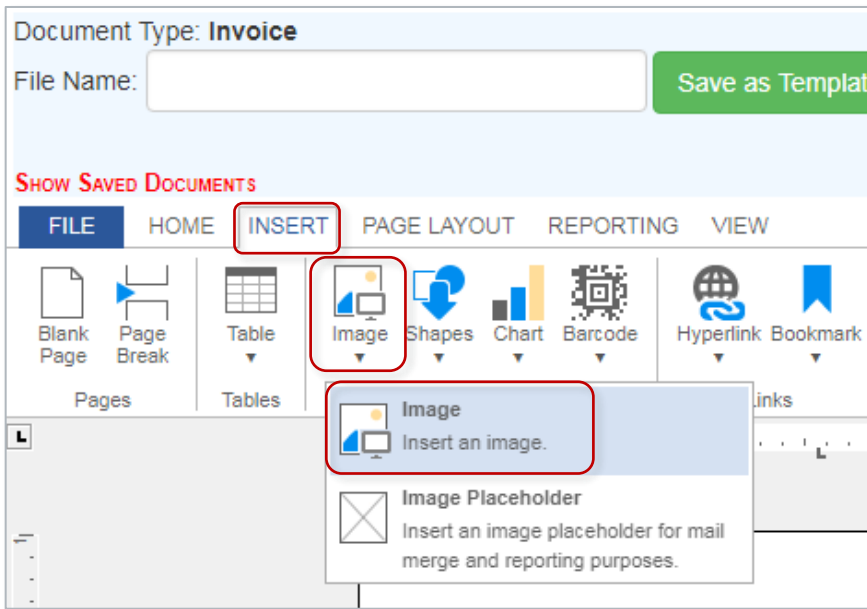 Document Type: Invoice
File Name:
Save as Templat
SHOW SAVED DOCUMENTS
FILE HOME INSERT PAGE LAYOUT REPORTING VIEW
Blank Page Table Image Shapes Chart Barcode Hyperlink Bookmark
Page Break
Pages Tables inks
L
Image
Insert an image.
Image Placeholder
Insert an image placeholder for mail
merge and reporting purposes.